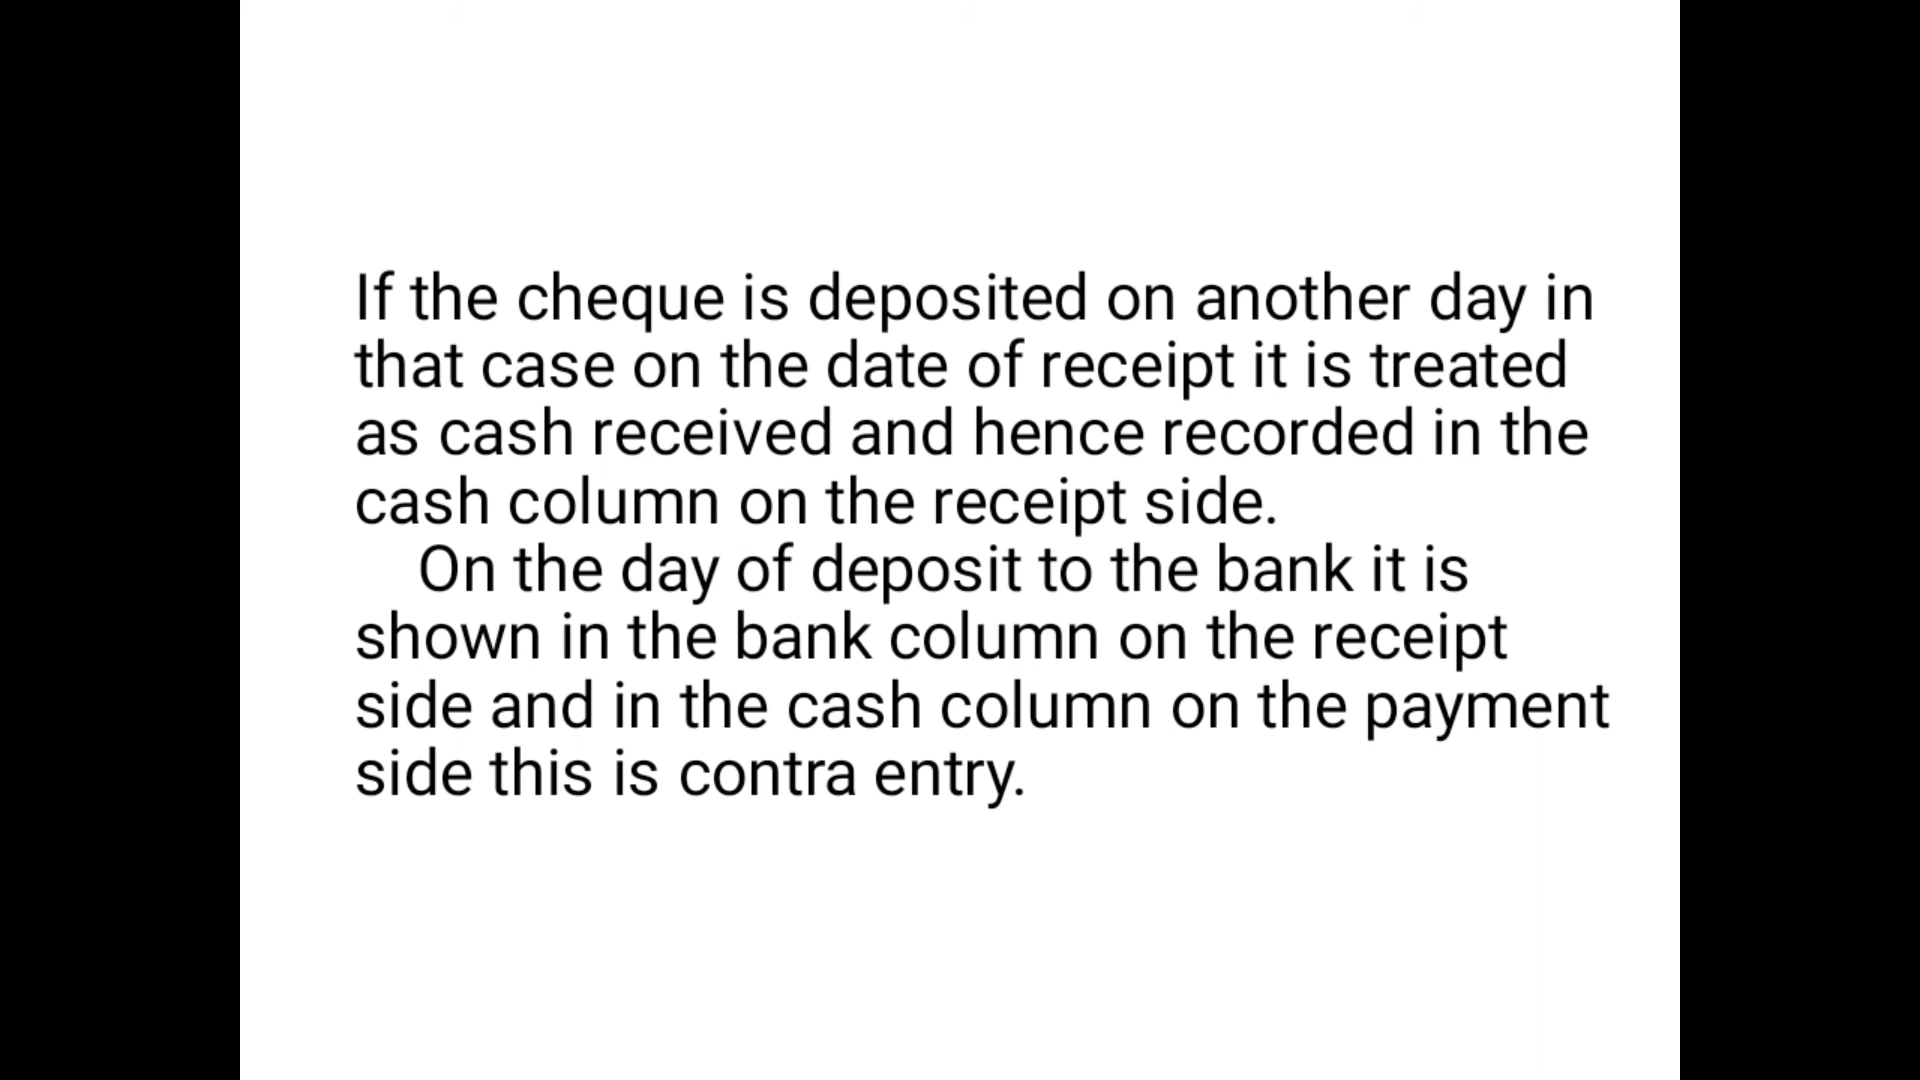 If the cheque is deposited on another day in
that case on the date of receipt it is treated
as cash received and hence recorded in the
cash column on the receipt side.
On the day of deposit to the bank it is
shown in the bank column on the receipt
side and in the cash column on the payment
side this is contra entry.